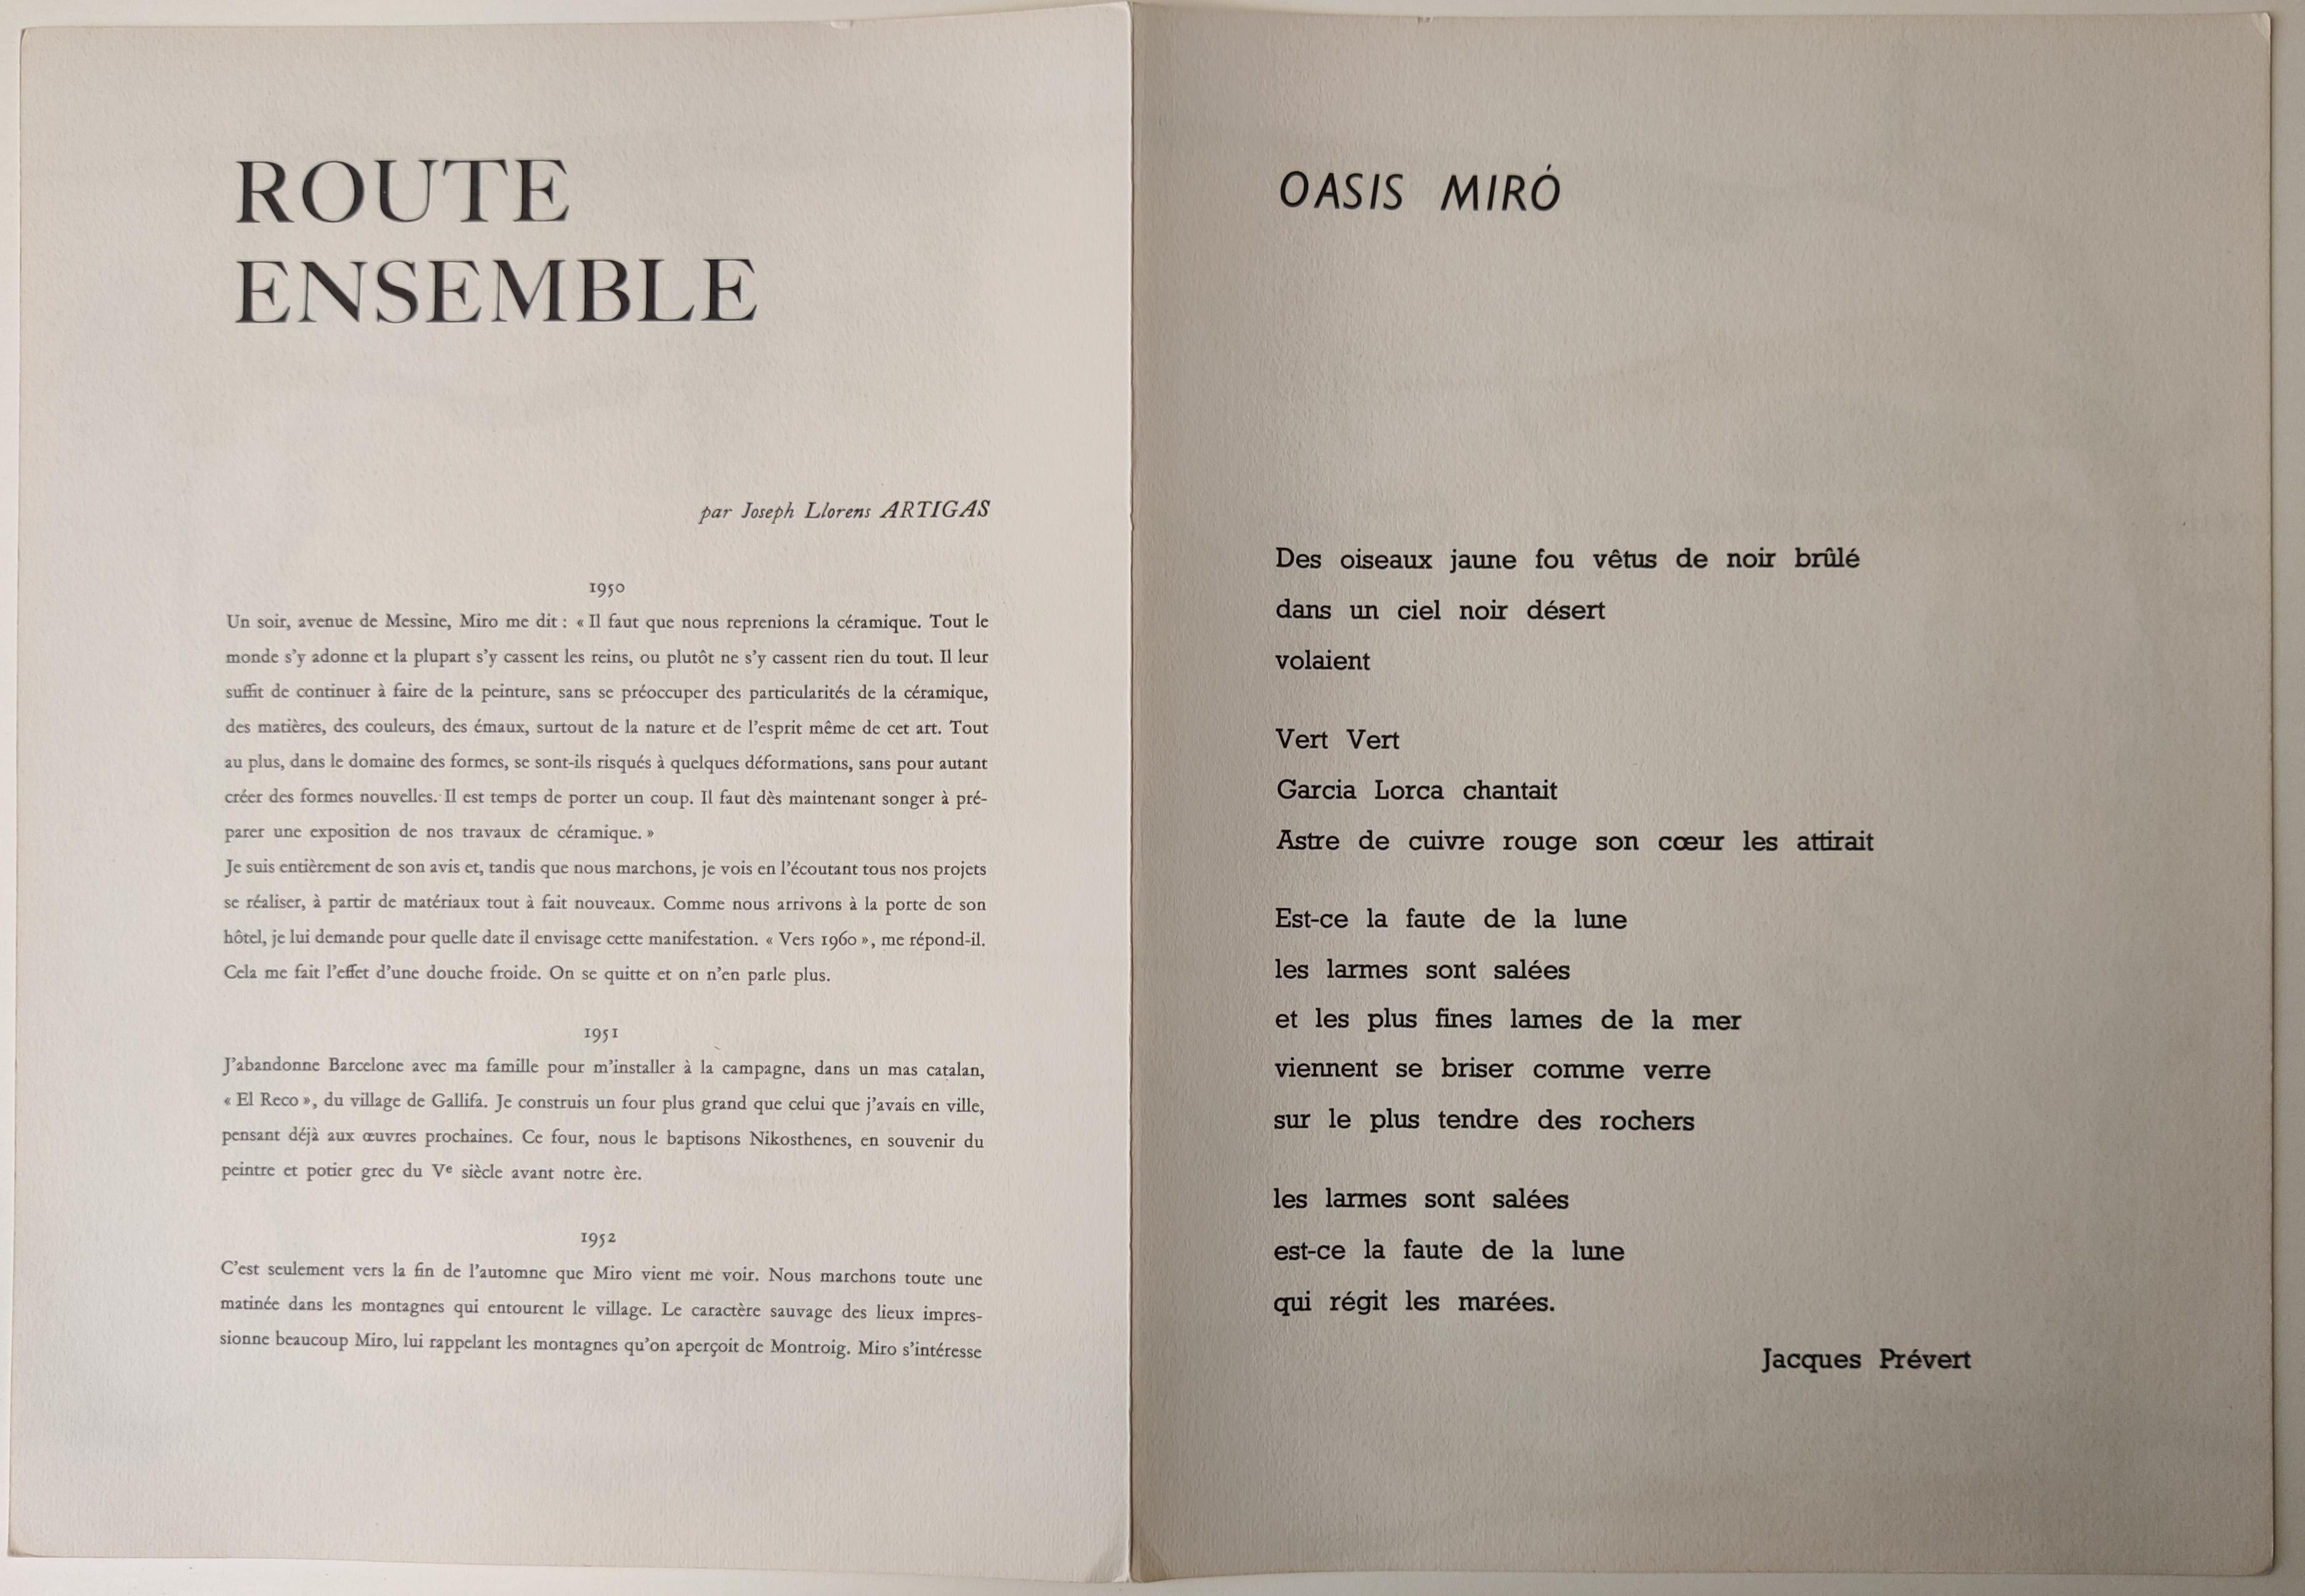 ROUTE
ENSEMBLE
par Joseph Llorens ARTIGAS
1950
Un soir, avenue de Messine, Miro me dit : « Il faut que nous reprenions la céramique. Tout le
monde s'y adonne et la plupart s'y cassent les reins, ou plutôt ne s'y cassent rien du tout. Il leur
suffit de continuer à faire de la peinture, sans se préoccuper des particularités de la céramique,
des matières, des couleurs, des émaux, surtout de la nature et de l'esprit même de cet art. Tout
au plus, dans le domaine des formes, se sont-ils risqués à quelques déformations, sans pour autant
créer des formes nouvelles. Il est temps de porter un coup. Il faut dès maintenant songer à pré-
parer une exposition de nos travaux de céramique. »
Je suis entièrement de son avis et, tandis que nous marchons, je vois en l'écoutant tous nos projets
se réaliser, à partir de matériaux tout à fait nouveaux. Comme nous arrivons à la porte de son
hôtel, je lui demande pour quelle date il envisage cette manifestation. « Vers 1960 », me répond-il.
Cela me fait l'effet d'une douche froide. On se quitte et on n'en parle plus.
1951
J'abandonne Barcelone avec ma famille pour m'installer à la campagne, dans un mas catalan,
« El Reco », du village de Gallifa. Je construis un four plus grand que celui que j'avais en ville,
pensant déjà aux œuvres prochaines. Ce four, nous le baptisons Nikosthenes, en souvenir du
peintre et potier grec du Ve siècle avant notre ère.
1952
C'est seulement vers la fin de l'automne que Miro vient me voir. Nous marchons toute une
matinée dans les montagnes qui entourent le village. Le caractère sauvage des lieux impres-
sionne beaucoup Miro, lui rappelant les montagnes qu'on aperçoit de Montroig. Miro s'intéresse
OASIS MIRÓ
Des oiseaux jaune fou vêtus de noir brûlé
dans un ciel noir désert
volaient
Vert Vert
Garcia Lorca chantait
Astre de cuivre rouge son cœur les attirait
Est-ce la faute de la lune
les larmes sont salées
et les plus fines lames de la mer
viennent se briser comme verre
sur le plus tendre des rochers
les larmes sont salées
est-ce la faute de la lune
qui régit les marées.
Jacques Prévert